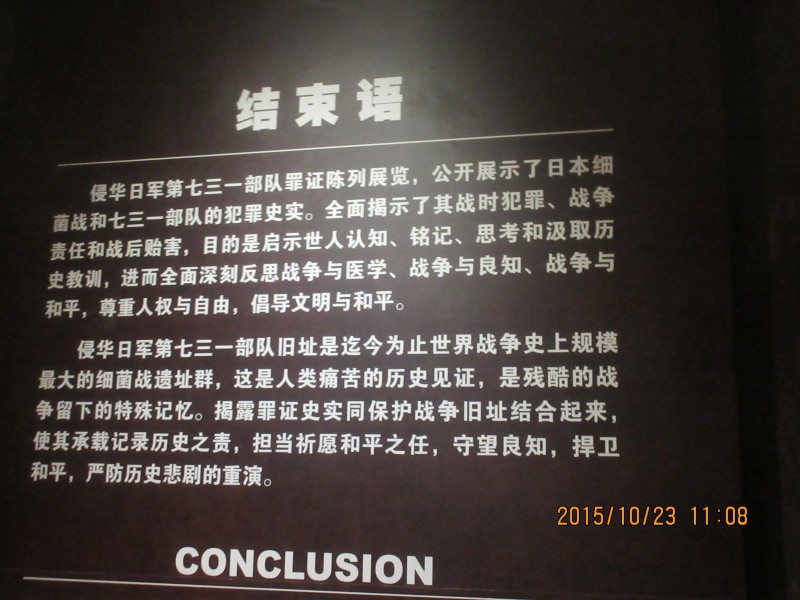 结束语
侵华日军第七三一部队罪证陈列展览，公开展示了日本细
菌战和七三一部队的犯罪史实。全面揭示了其战时犯罪、战争
责任和战后贻害，目的是启示世人认知、铭记、思考和汲取历
史教训，进而全面深刻反思战争与医学、战争与良知、战争与
和平，尊重人权与自由，倡导文明与和平。
侵华日军第七三一部队旧址是迄今为止世界战争史上规模
最大的细菌战遗址群，这是人类痛苦的历史见证，是残酷的战
争留下的特殊记忆。揭露罪证史实同保护战争旧址结合起来，
使其承载记录历史之责，担当祈愿和平之任，守望良知，捍卫
和平，严防历史悲剧的重演。
2015/10/23 11:08
CONCLUSION